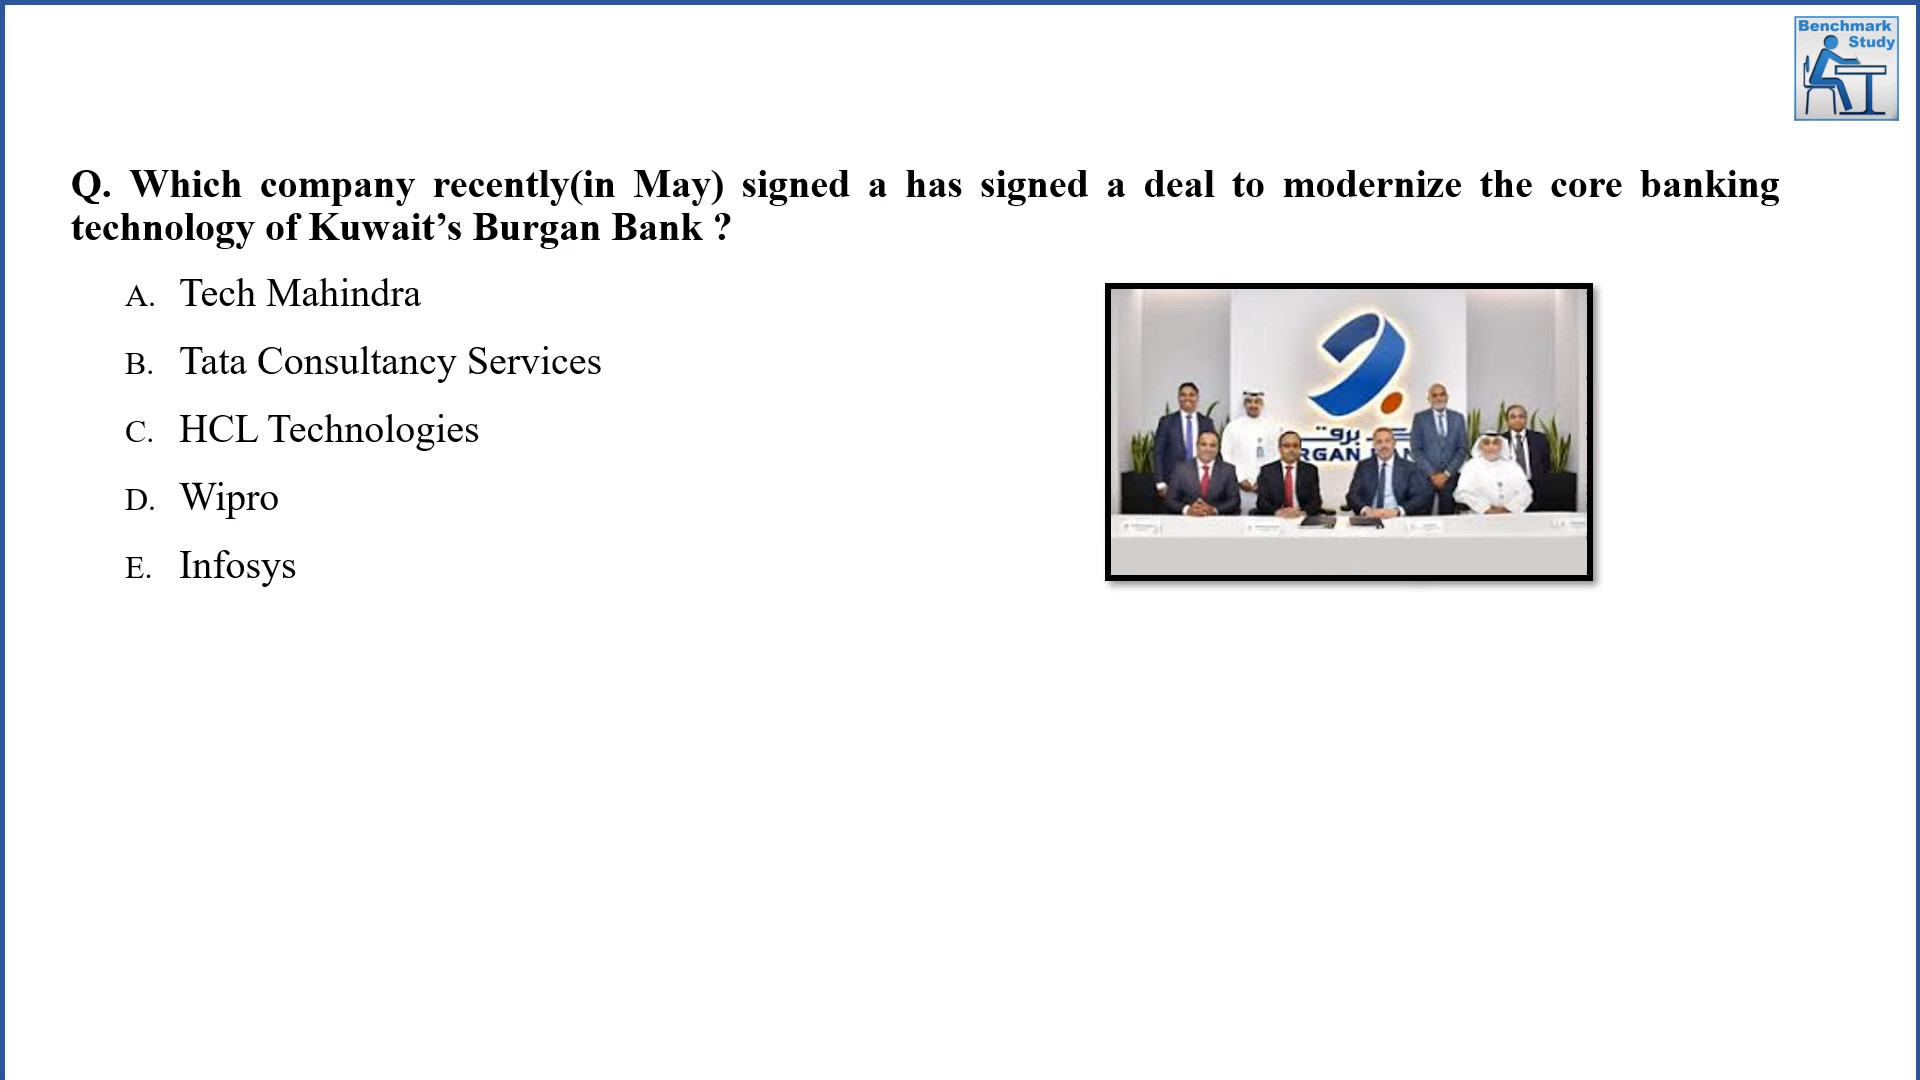 Benchmark
Study
Q. Which company recently(in May) signed a has signed a deal to modernize the core banking
technology of Kuwait’s Burgan Bank ?
A. Tech Mahindra
B. Tata Consultancy Services
C. HCL Technologies
D. Wipro
E. Infosys